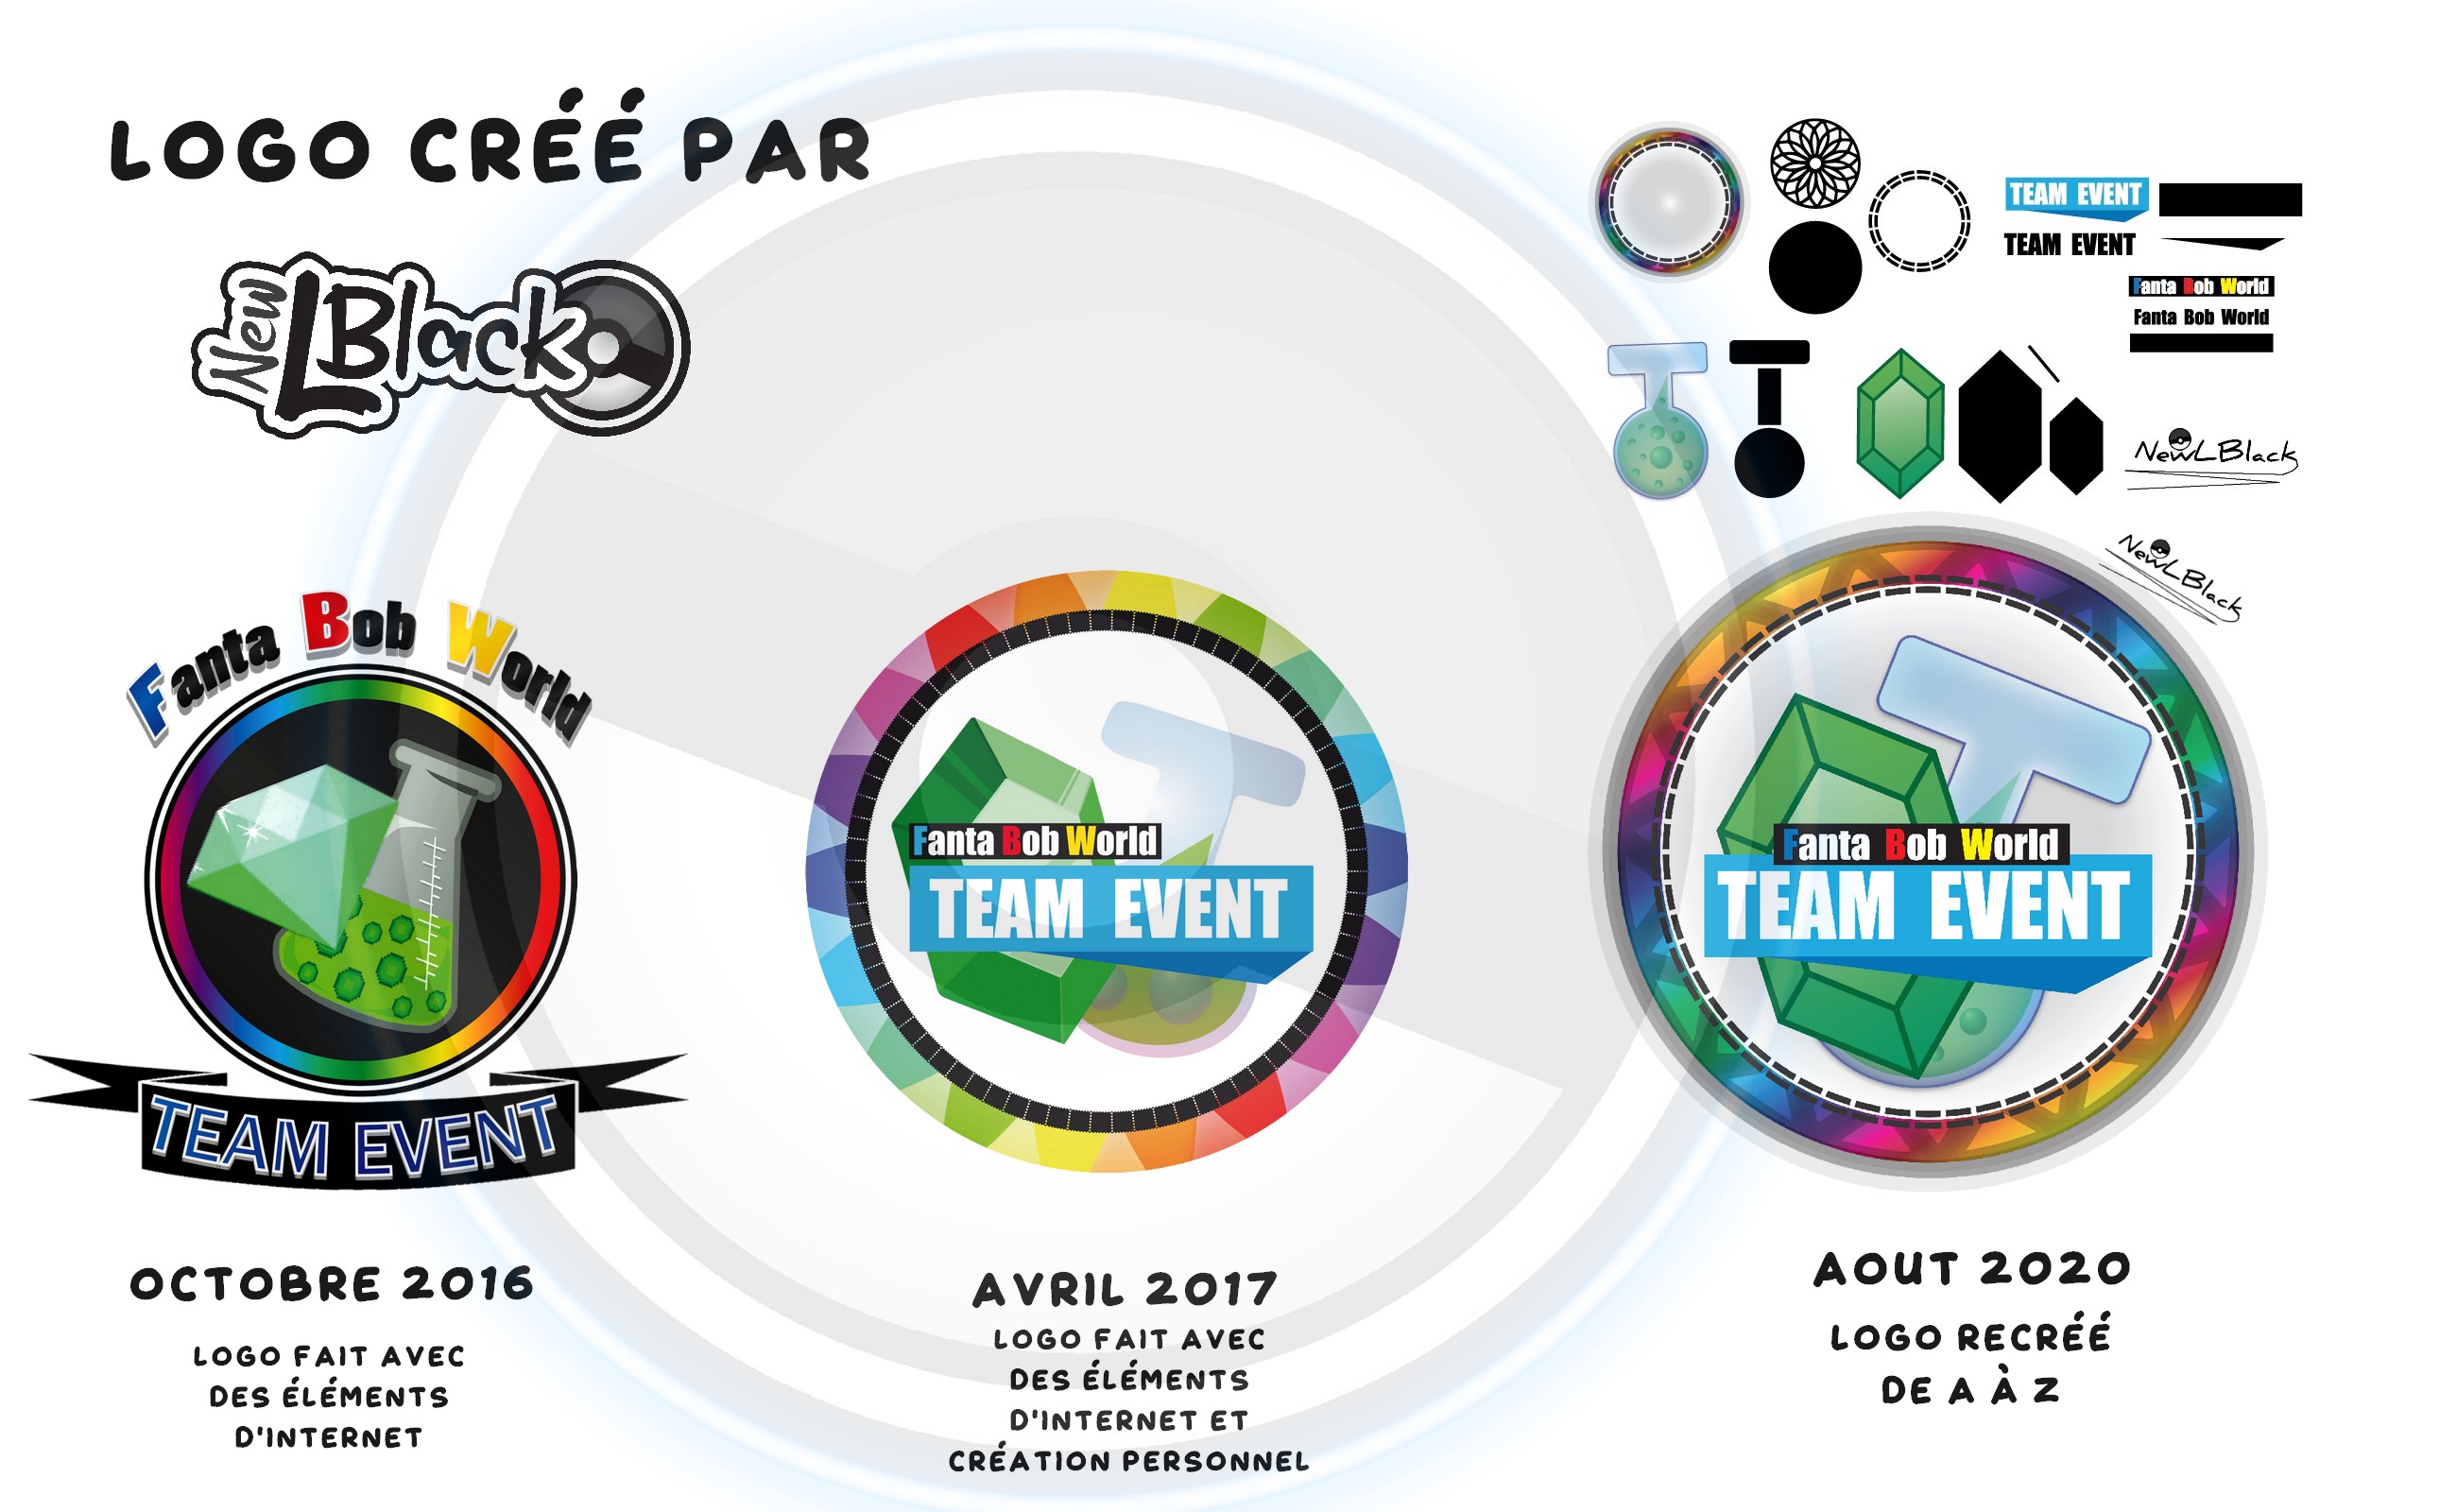 LOGO CRÉÉ PAR
New LBlack
TEAM EVENT
TEAM EVENT
Fanta Bob World
Fanta Bob World
NewLBlack
NewLBlack
Fanta Bob World
TEAM EVENT
OCTOBRE 2016
LOGO FAIT AVEC
DES ÉLÉMENTS
D'INTERNET
Fanta Bob World
TEAM EVENT
AVRIL 2017
LOGO FAIT AVEC
DES ÉLÉMENTS
D'INTERNET ET
CRÉATION PERSONNEL
Fanta Bob World
TEAM EVENT
AOUT 2020
LOGO RECRÉÉ
DE A À Z